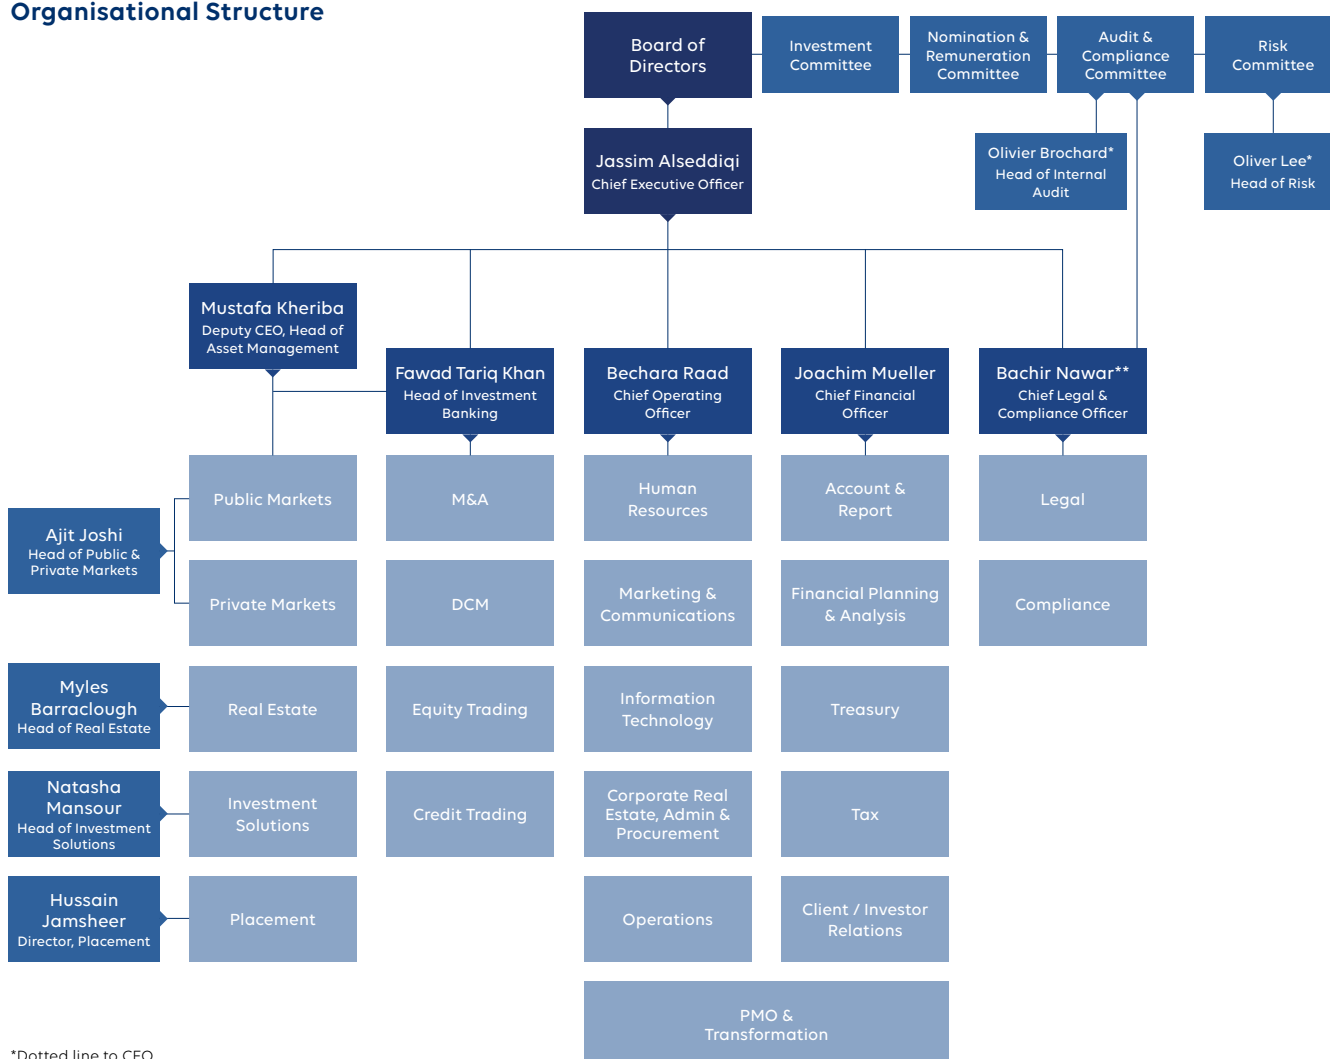 Organisational Structure
Board of
Directors
Investment
Committee
Nomination &
Remuneration
Committee
Audit &
Compliance
Committee
Risk
Committee
Jassim Alseddiqi
Chief Executive Officer
Olivier Brochard*
Head of Internal
Audit
Oliver Lee*
Head of Risk
Mustafa Kheriba
Deputy CEO, Head of
Asset Management
Fawad Tariq Khan
Head of Investment
Banking
Bechara Raad
Chief Operating
Officer
Joachim Mueller
Chief Financial
Officer
Bachir Nawar**
Chief Legal &
Compliance Officer
Ajit Joshi
Head of Public &
Private Markets
Public Markets
M&A
Human
Resources
Account &
Report
Legal
Private Markets
DCM
Marketing &
Communications
Financial Planning
& Analysis
Compliance
Myles
Barraclough
Head of Real Estate
Real Estate
Equity Trading
Information
Technology
Treasury
Natasha
Mansour
Head of Investment
Solutions
Investment
Solutions
Credit Trading
Corporate Real
Estate, Admin &
Procurement
Tax
Hussain
Jamsheer
Director, Placement
Placement
Operations
Client / Investor
Relations
PMO &
Transformation
*Dotted line to CEO